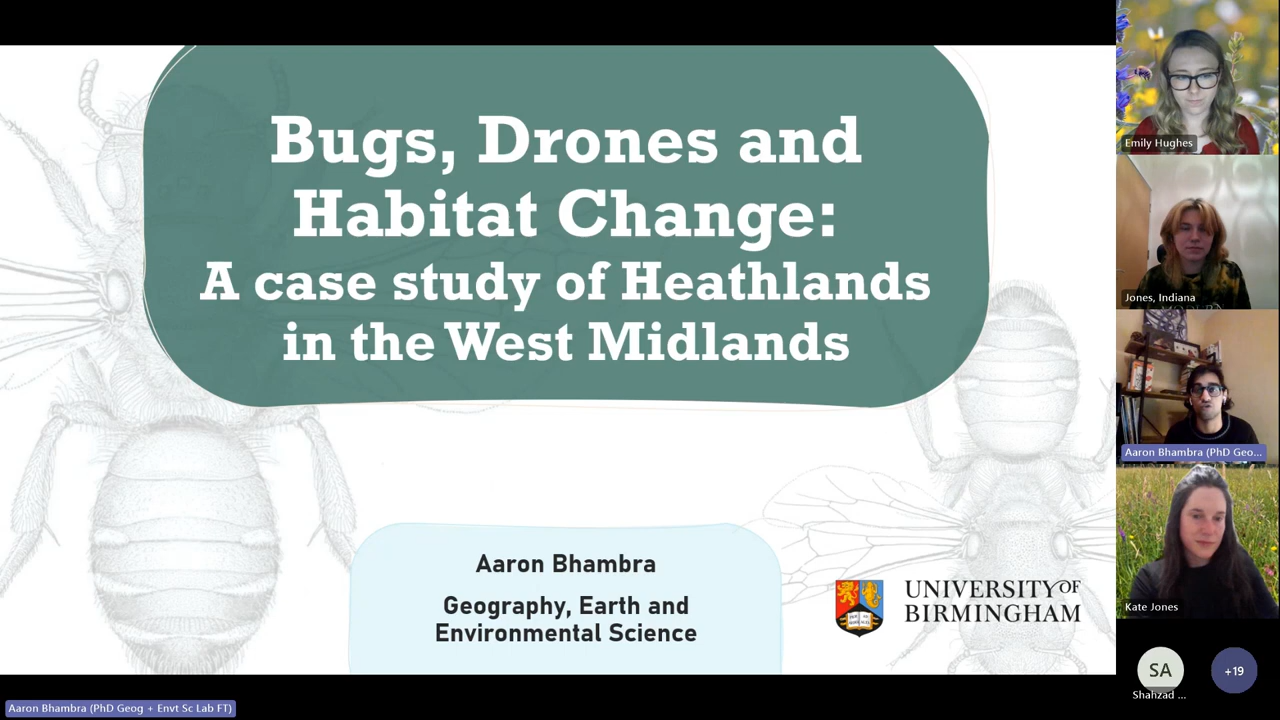 Bugs, Drones and
Habitat Change:
A case study of Heathlands
in the West Midlands
Aaron Bhambra
Geography, Earth and
Environmental Science
UNIVERSITY OF
BIRMINGHAM
Emily Hughes
Jones, Indiana
Aaron Bhambra (PhD Geo...
Kate Jones
SA
Shahzad ...
+19
Aaron Bhambra (PhD Geog + Envt Sc Lab FT)